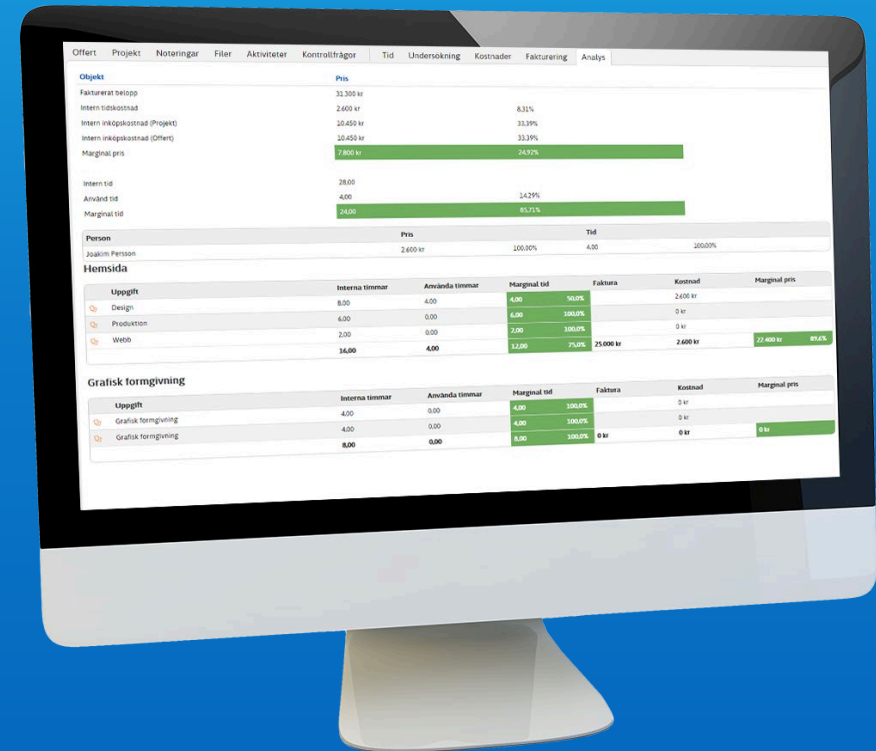 Offert Projekt Noteringar Filer Aktiviteter Kontrollfrågor Tid Undersökning Kostnader Fakturering Analys
Objekt Pris
Fakturerat belopp 31.300 kr
Intern tidskostnad 2.600 kr 8,31%
Intern inköpskostnad (Projekt) 10.450 kr 33,39%
Intern inköpskostnad (Offert) 10.450 kr 33,39%
Marginal pris 7.800 kr 24,92%
Intern tid 28,00
Använd tid 4,00 14,29%
Marginal tid 24,00 85,71%
Person Pris Tid
Joakim Persson 2.600 kr 100,00% 4,00 100,00%
Hemsida
Uppgift Interna timmar Använda timmar Marginal tid Faktura Kostnad Marginal pris
Design 8,00 4,00 4,00 50,0% 2.600 kr
Produktion 6,00 0,00 6,00 100,0% 0 kr
Webb 2,00 0,00 2,00 100,0% 0 kr
16,00 4,00 12,00 75,0% 25.000 kr 2.600 kr 22.400 kr 89,6%
Grafisk formgivning
Uppgift Interna timmar Använda timmar Marginal tid Faktura Kostnad Marginal pris
Grafisk formgivning 4,00 0,00 4,00 100,0% 0 kr
Grafisk formgivning 4,00 0,00 4,00 100,0% 0 kr
8,00 0,00 8,00 100,0% 0 kr 0 kr 0 kr